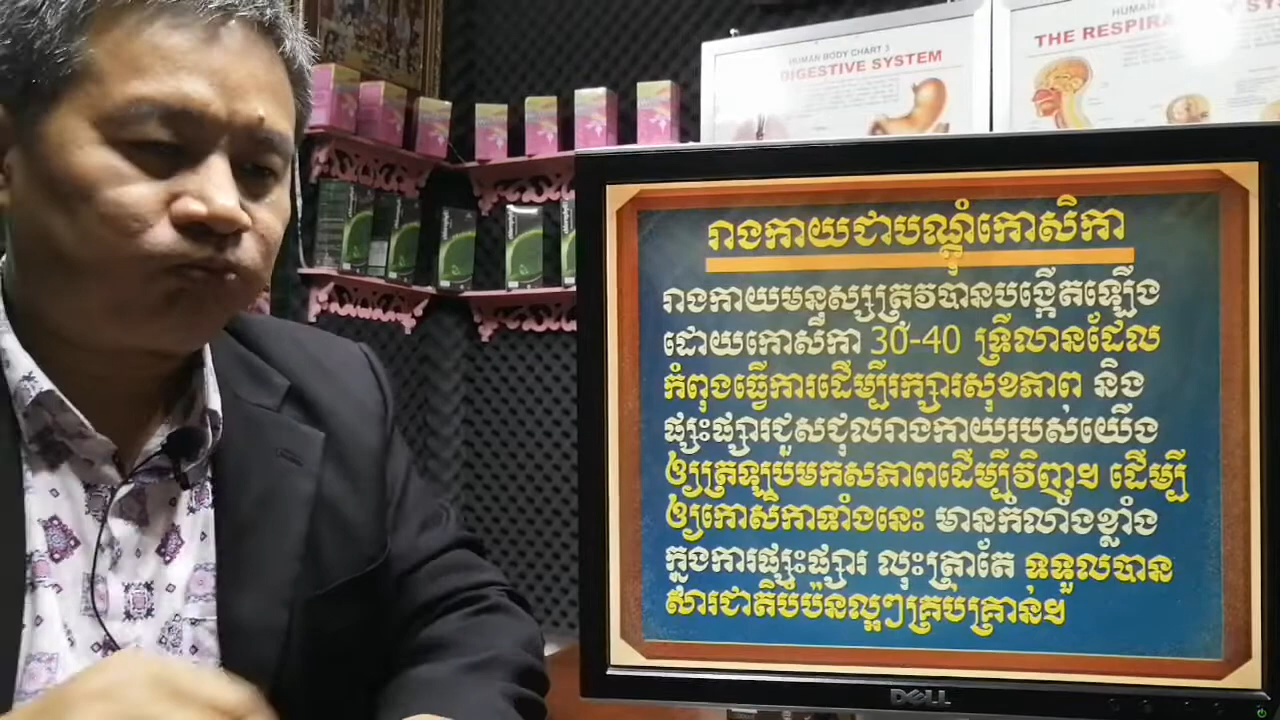 HUMAN BODY CHART 3
DIGESTIVE SYSTEM
HUMAN
THE RESPIRA
រាងកាយជាបណ្តុំកោសិកា
រាងកាយមនុស្សត្រូវបានបង្កើតឡើង
ដោយកោសិកា 30-40 ទ្រីលានដែល
កំពុងធ្វើការដើម្បីរក្សារសុខភាព និង
ផ្សះផ្សារជួសជុលរាងកាយរបស់យើង
ឲ្យត្រឡប់មកសភាពដើម្បីវិញ។ ដើម្បី
ឲ្យកោសិកាទាំងនេះ មានកំលាំងខ្លាំង
ក្នុងការផ្សះផ្សារ លុះត្រាតែ ទទួលបាន
សារជាតិបំប៉នល្អៗគ្រប់គ្រាន់។
DELL